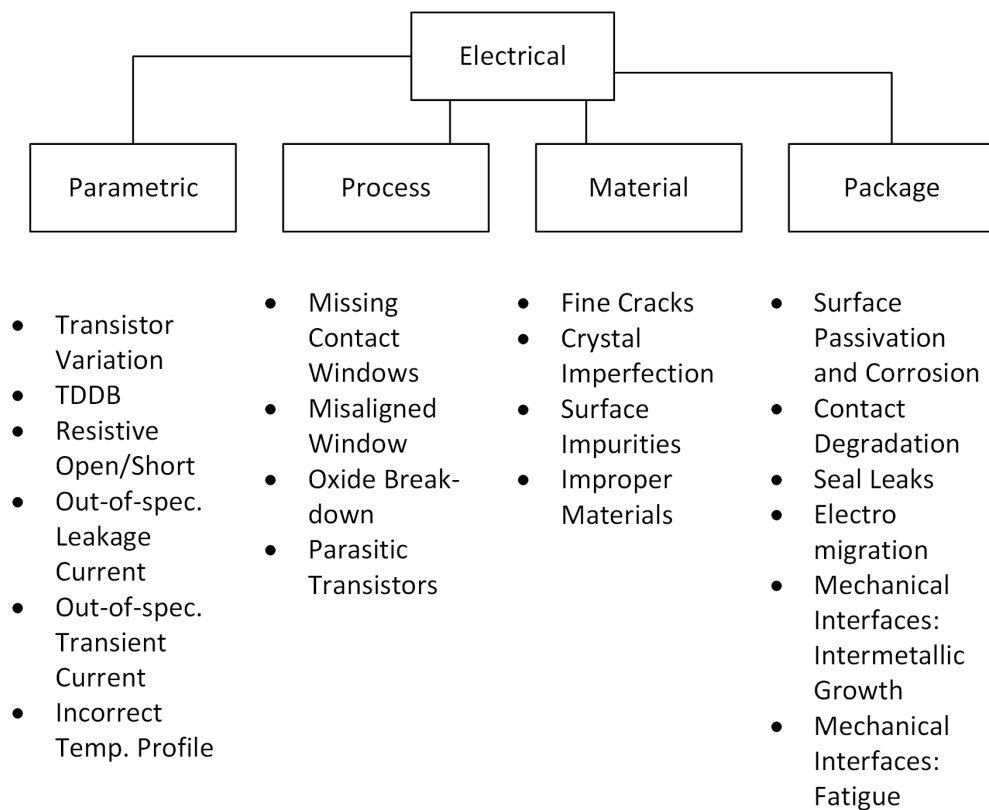 Electrical
Parametric
Process
Material
Package
Transistor
Variation
TDDB
Resistive
Open/Short
Out-of-spec.
Leakage
Current
Out-of-spec.
Transient
Current
Incorrect
Temp. Profile
Missing
Contact
Windows
Misaligned
Window
Oxide Break-
down
Parasitic
Transistors
Fine Cracks
Crystal
Imperfection
Surface
Impurities
Improper
Materials
Surface
Passivation
and Corrosion
Contact
Degradation
Seal Leaks
Electro
migration
Mechanical
Interfaces:
Intermetallic
Growth
Mechanical
Interfaces:
Fatigue